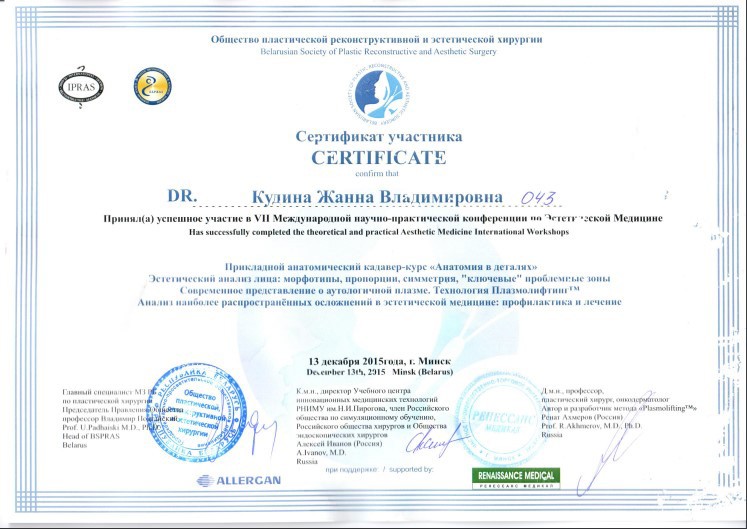 Общество пластической реконструктивной и эстетической хирургии
Belarusian Society of Plastic Reconstructive and Aesthetic Surgery
IPRAS
Сертификат участника
CERTIFICATE
confirm that
DR. Кудина Жанна Владимировна 043
Принял(а) успешное участие в VII Международной научно-практической конференции по Эстетической Медицине
Has successfully completed the theoretical and practical Aesthetic Medicine International Workshops
Прикладной анатомический кадавер-курс «Анатомия в деталях»
Эстетический анализ лица: морфотипы, пропорции, симметрия, "ключевые" проблемные зоны
Современное представление о аутологичной плазме. Технология Плазмолифтинг™
Анализ наиболее распространённых осложнений в эстетической медицине: профилактика и лечение
13 декабря 2015года, г. Минск
December 13th, 2015 Minsk (Belarus)
Главный специалист
по пластической хирургии
Председатель Правления
профессор Владимир
Prof. U.Padhaiski M.D., Ph.D.
Head of BSPRAS
Belarus
Общество
пластической,
эстетической
хирургии
К.м.н., директор Учебного центра
инновационных медицинских технологий
РНИМУ им.Н.И.Пирогова, член Российского
общества по симуляционному обучению,
Российского общества хирургов и Общества
эндоскопических хирургов
Алексей Иванов (Россия)
A.Ivanov, M.D.
Russia
РЕНЕССАНС
МЕДИКАЛ
Д.м.н., профессор,
пластический хирург, онкодерматолог
Автор и разработчик метода «Plasmolifting™»
Ренат Ахмеров (Россия)
Prof. R.Akhmerov, M.D., Ph.D.
Russia
при поддержке / supported by:
ALLERGAN
RENAISSANCE MEDICAL
РЕНЕССАНС МЕДИКАЛ